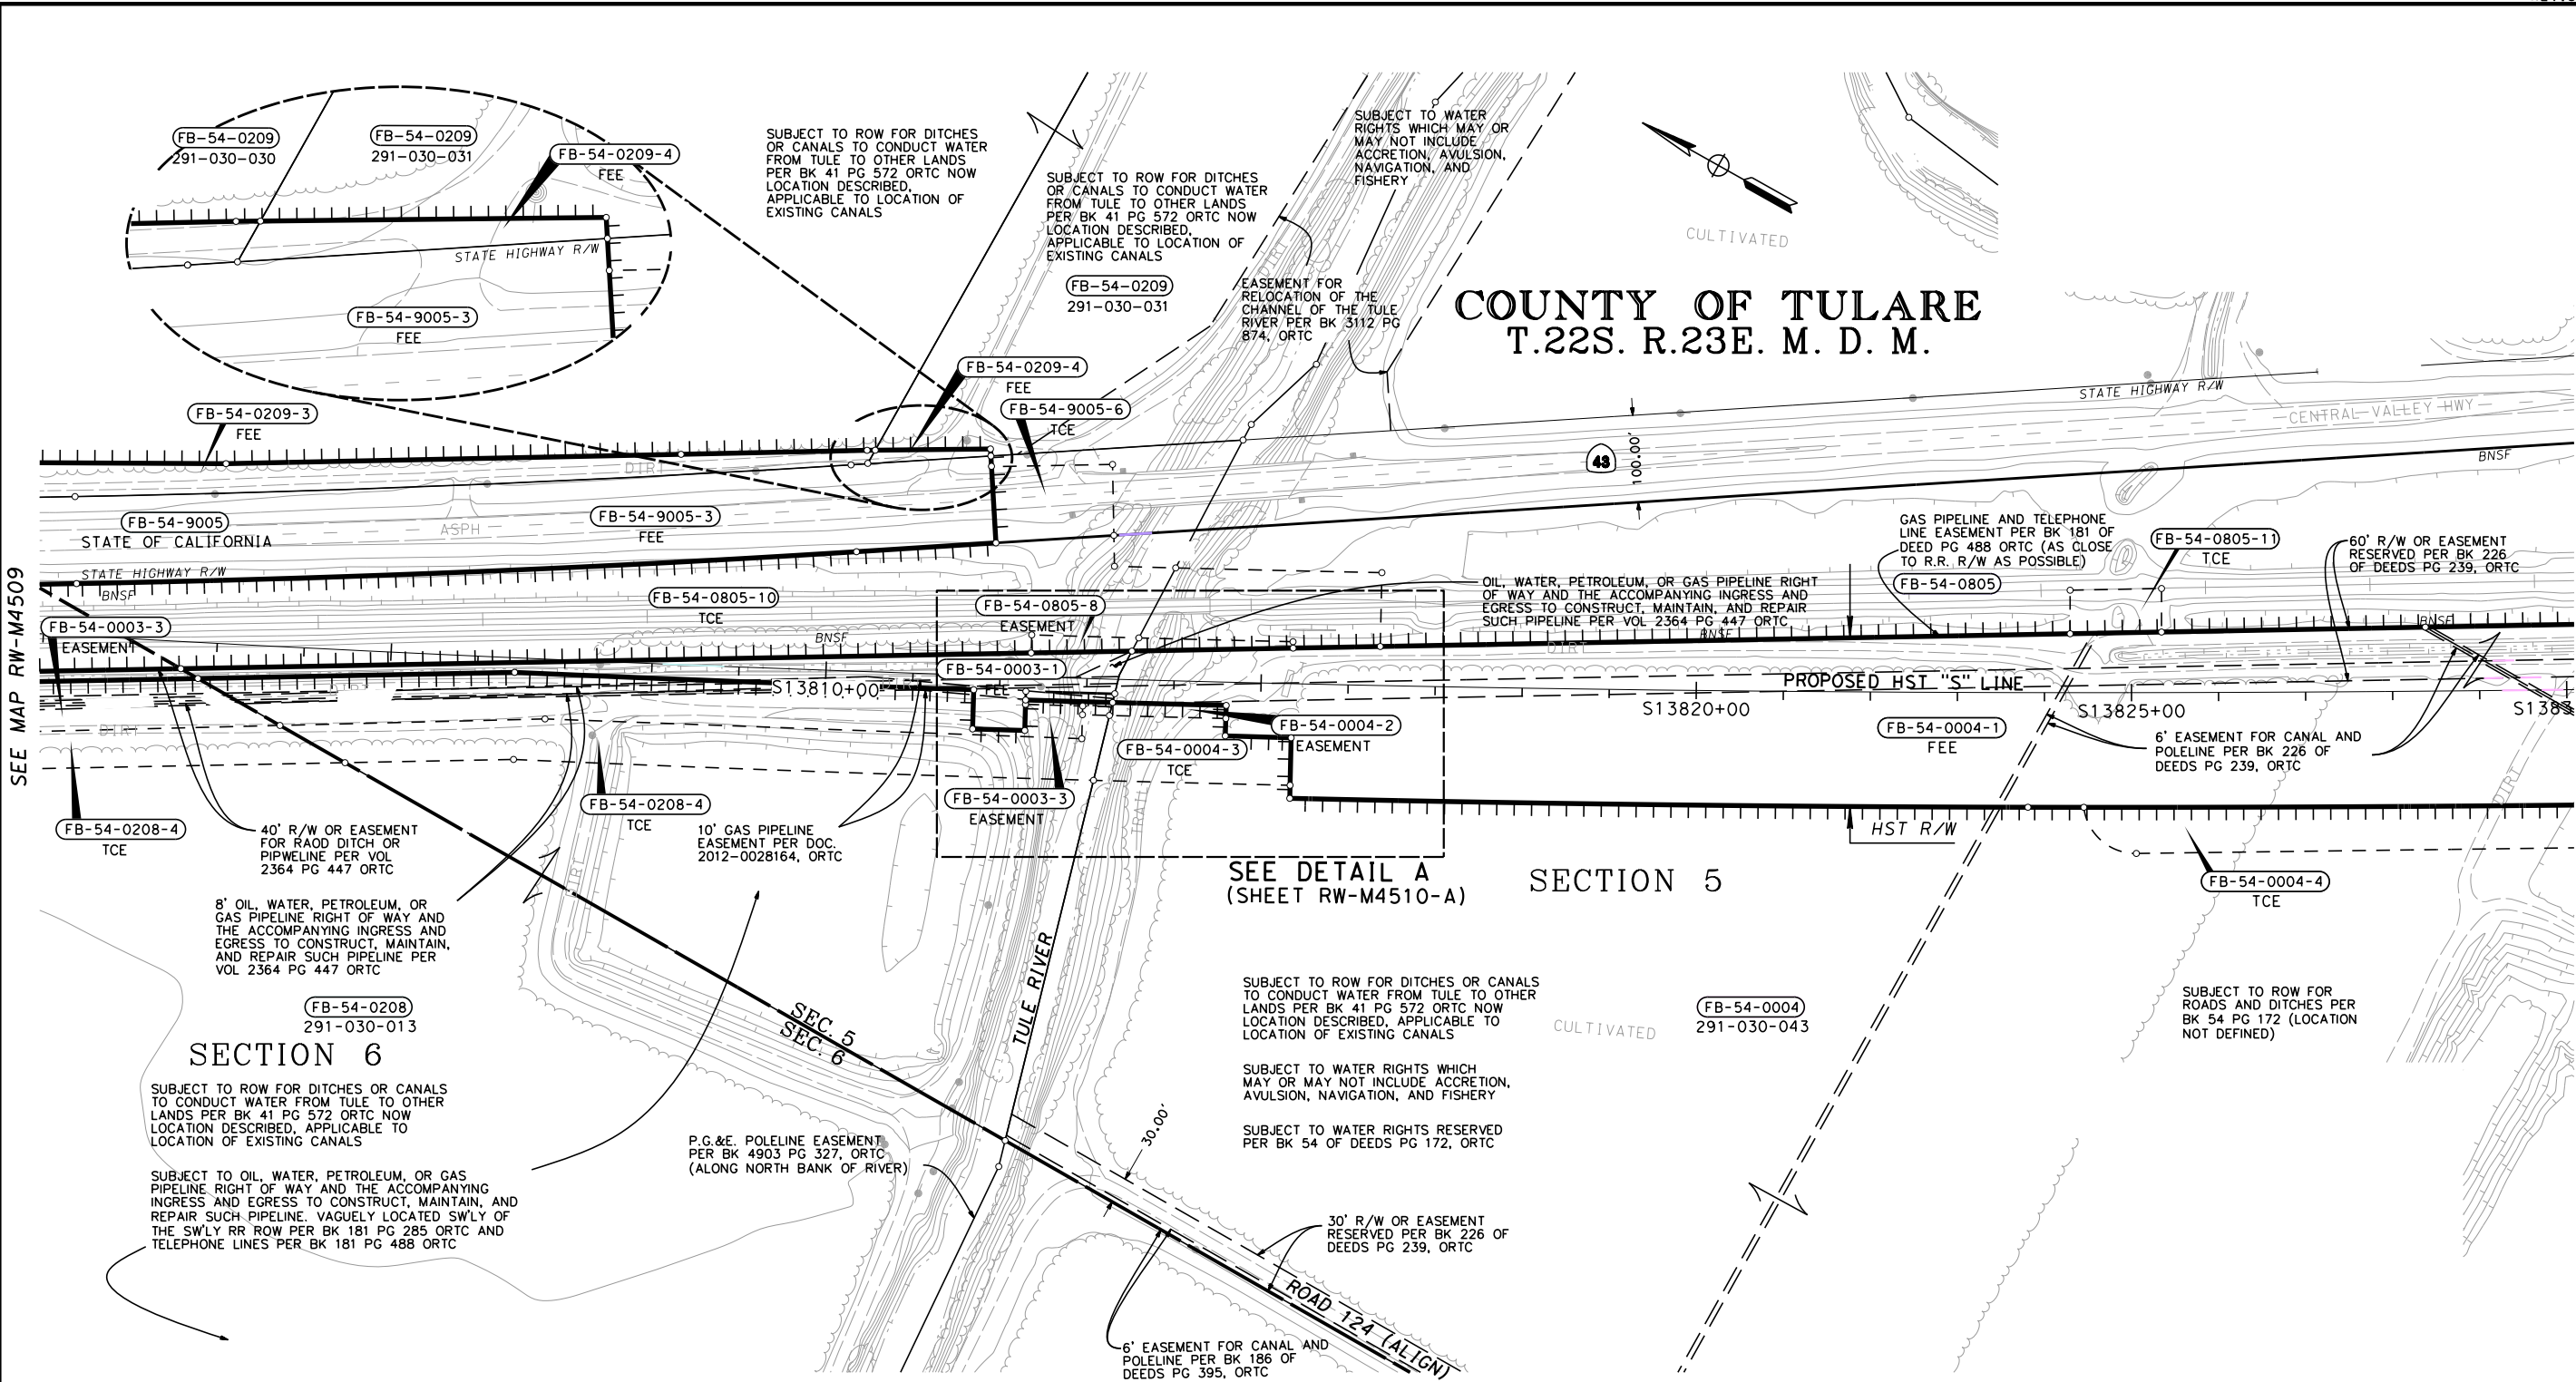 FB-54-0209
291-030-030
FB-54-0209
291-030-031
FB-54-0209-4
FEE
STATE HIGHWAY R/W
FB-54-9005-3
FEE
SUBJECT TO ROW FOR DITCHES
OR CANALS TO CONDUCT WATER
FROM TULE TO OTHER LANDS
PER BK 41 PG 572 ORTC NOW
LOCATION DESCRIBED,
APPLICABLE TO LOCATION OF
EXISTING CANALS
SUBJECT TO ROW FOR DITCHES
OR CANALS TO CONDUCT WATER
FROM TULE TO OTHER LANDS
PER BK 41 PG 572 ORTC NOW
LOCATION DESCRIBED,
APPLICABLE TO LOCATION OF
EXISTING CANALS
FB-54-0209
291-030-031
SUBJECT TO WATER
RIGHTS WHICH MAY OR
MAY NOT INCLUDE
ACCRETION, AVULSION,
NAVIGATION, AND
FISHERY
DIRT
EASEMENT FOR
RELOCATION OF THE
CHANNEL OF THE TULE
RIVER PER BK 3112 PG
874, ORTC
CULTIVATED
COUNTY OF TULARE
T.22S. R.23E. M. D. M.
FB-54-0209-3
FEE
FB-54-0209-4
FEE
FB-54-9005-6
TCE
STATE HIGHWAY R/W
CENTRAL VALLEY HWY
BNSF
43
100.00'
DIRT
FB-54-9005
STATE OF CALIFORNIA
ASPH
FB-54-9005-3
FEE
STATE HIGHWAY R/W
BNSF
GAS PIPELINE AND TELEPHONE
LINE EASEMENT PER BK 181 OF
DEED PG 488 ORTC (AS CLOSE
TO R.R. R/W AS POSSIBLE)
FB-54-0805
FB-54-0805-11
TCE
60' R/W OR EASEMENT
RESERVED PER BK 226
OF DEEDS PG 239, ORTC
FB-54-0805-10
TCE
BNSF
FB-54-0805-8
EASEMENT
OIL, WATER, PETROLEUM, OR GAS PIPELINE RIGHT
OF WAY AND THE ACCOMPANYING INGRESS AND
EGRESS TO CONSTRUCT, MAINTAIN, AND REPAIR
SUCH PIPELINE PER VOL 2364 PG 447 ORTC
BNSF
DIRT
BNSF
SEE MAP RW-M4509
FB-54-0003-3
EASEMENT
FB-54-0003-1
FEE
S13810+00
PROPOSED HST "S" LINE
S13820+00
S13825+00
FB-54-0004-1
FEE
FB-54-0004-2
EASEMENT
FB-54-0004-3
TCE
6' EASEMENT FOR CANAL AND
POLELINE PER BK 226 OF
DEEDS PG 239, ORTC
DIRT
DIRT
FB-54-0208-4
TCE
FB-54-0208-4
TCE
FB-54-0003-3
EASEMENT
TRAIL
40' R/W OR EASEMENT
FOR RAOD DITCH OR
PIPWELINE PER VOL
2364 PG 447 ORTC
10' GAS PIPELINE
EASEMENT PER DOC.
2012-0028164, ORTC
HST R/W
SEE DETAIL A
(SHEET RW-M4510-A)
SECTION 5
FB-54-0004-4
TCE
8' OIL, WATER, PETROLEUM, OR
GAS PIPELINE RIGHT OF WAY AND
THE ACCOMPANYING INGRESS AND
EGRESS TO CONSTRUCT, MAINTAIN,
AND REPAIR SUCH PIPELINE PER
VOL 2364 PG 447 ORTC
FB-54-0208
291-030-013
SECTION 6
SEC. 5
SEC. 6
TULE RIVER
SUBJECT TO ROW FOR DITCHES OR CANALS
TO CONDUCT WATER FROM TULE TO OTHER
LANDS PER BK 41 PG 572 ORTC NOW
LOCATION DESCRIBED, APPLICABLE TO
LOCATION OF EXISTING CANALS
CULTIVATED
FB-54-0004
291-030-043
SUBJECT TO ROW FOR
ROADS AND DITCHES PER
BK 54 PG 172 (LOCATION
NOT DEFINED)
SUBJECT TO WATER RIGHTS WHICH
MAY OR MAY NOT INCLUDE ACCRETION,
AVULSION, NAVIGATION, AND FISHERY
SUBJECT TO WATER RIGHTS RESERVED
PER BK 54 OF DEEDS PG 172, ORTC
SUBJECT TO ROW FOR DITCHES OR CANALS
TO CONDUCT WATER FROM TULE TO OTHER
LANDS PER BK 41 PG 572 ORTC NOW
LOCATION DESCRIBED, APPLICABLE TO
LOCATION OF EXISTING CANALS
SUBJECT TO OIL, WATER, PETROLEUM, OR GAS
PIPELINE RIGHT OF WAY AND THE ACCOMPANYING
INGRESS AND EGRESS TO CONSTRUCT, MAINTAIN, AND
REPAIR SUCH PIPELINE. VAGUELY LOCATED SW'LY OF
THE SW'LY RR ROW PER BK 181 PG 285 ORTC AND
TELEPHONE LINES PER BK 181 PG 488 ORTC
P.G.&E. POLELINE EASEMENT
PER BK 4903 PG 327, ORTC
(ALONG NORTH BANK OF RIVER)
30.00'
30' R/W OR EASEMENT
RESERVED PER BK 226 OF
DEEDS PG 239, ORTC
ROAD 124 (ALIGN)
6' EASEMENT FOR CANAL AND
POLELINE PER BK 186 OF
DEEDS PG 395, ORTC